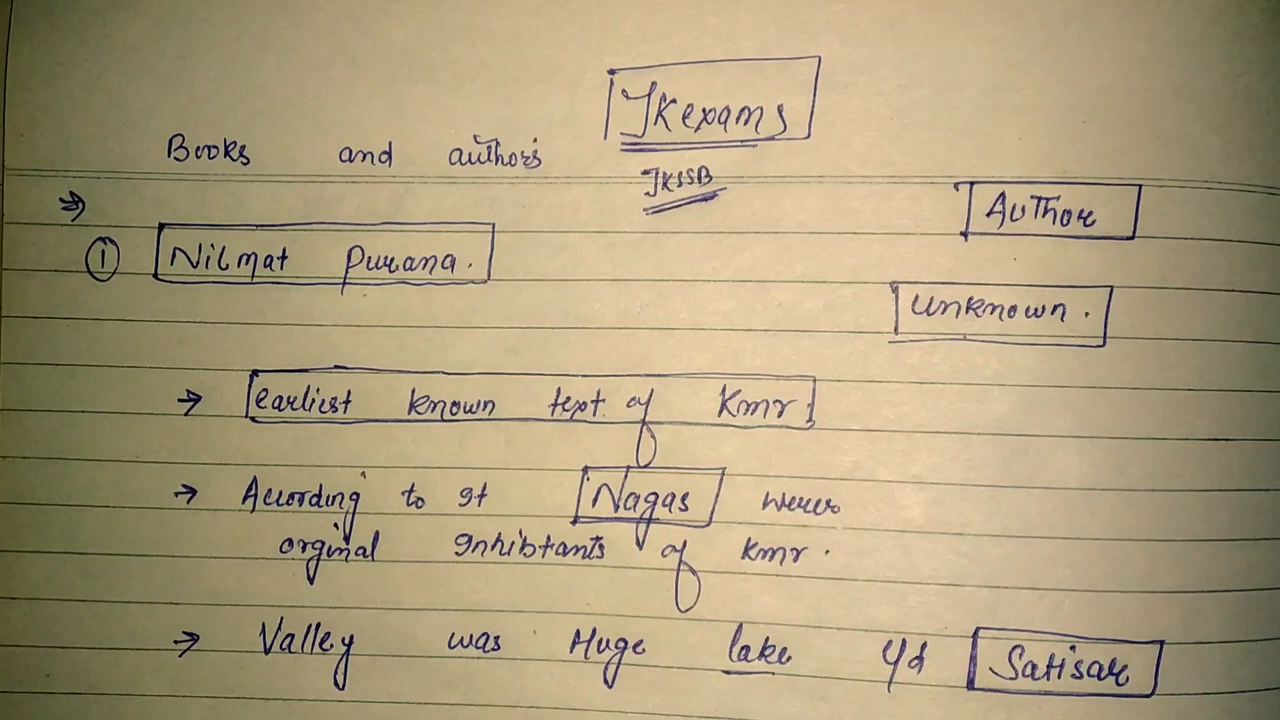 JKexams
Books and authors
JKSSB
Author
① Nilmat Purana.
Unknown.
→ earliest known text of Kmr.
→ According to It Nagas were
orginal Inhibtants of Kmr.
→ Valley was Huge lake Satisar